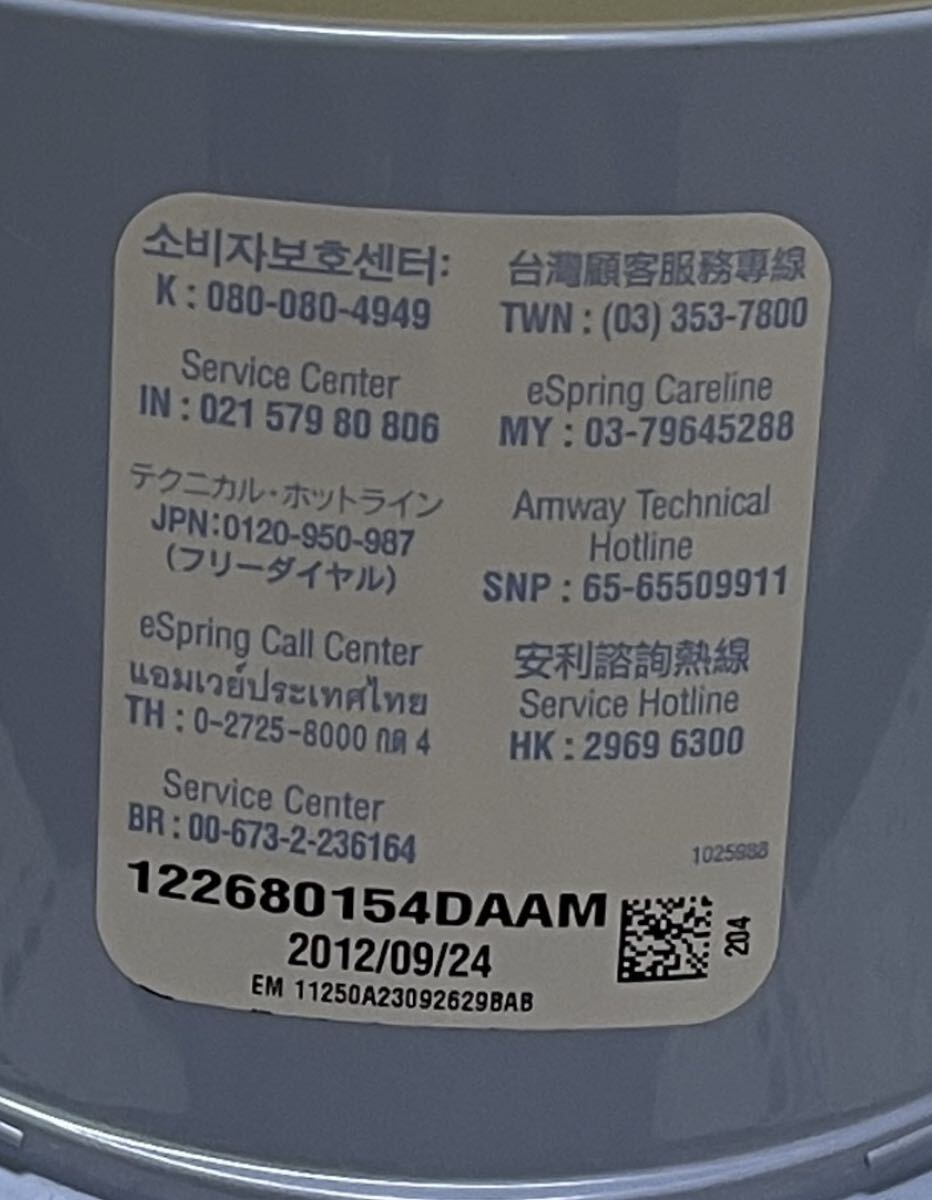 소비자보호센터:
K : 080-080-4949
Service Center
IN : 021 579 80 806
テクニカル・ホットライン
JPN:0120-950-987
(フリーダイヤル)
eSpring Call Center
แอมเวย์ประเทศไทย
TH : 0-2725-8000 กด 4
Service Center
BR : 00-673-2-236164
台灣顧客服務專線
TWN : (03) 353-7800
eSpring Careline
MY : 03-79645288
Amway Technical
Hotline
SNP : 65-65509911
安利諮詢熱線
Service Hotline
HK : 2969 6300
1025988
122680154DAAM
2012/09/24
EM 11250A23092629BAB
204